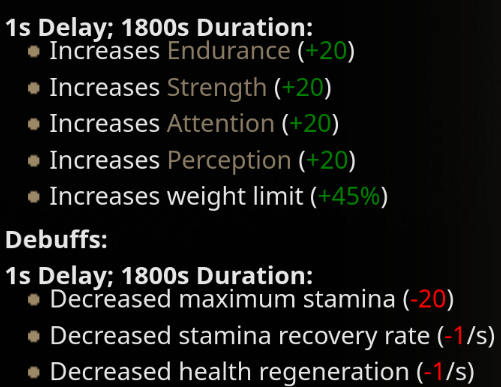 1s Delay; 1800s Duration:
Increases Endurance (+20)
Increases Strength (+20)
Increases Attention (+20)
Increases Perception (+20)
Increases weight limit (+45%)
Debuffs:
1s Delay; 1800s Duration:
Decreased maximum stamina (-20)
Decreased stamina recovery rate (-1/s)
Decreased health regeneration (-1/s)